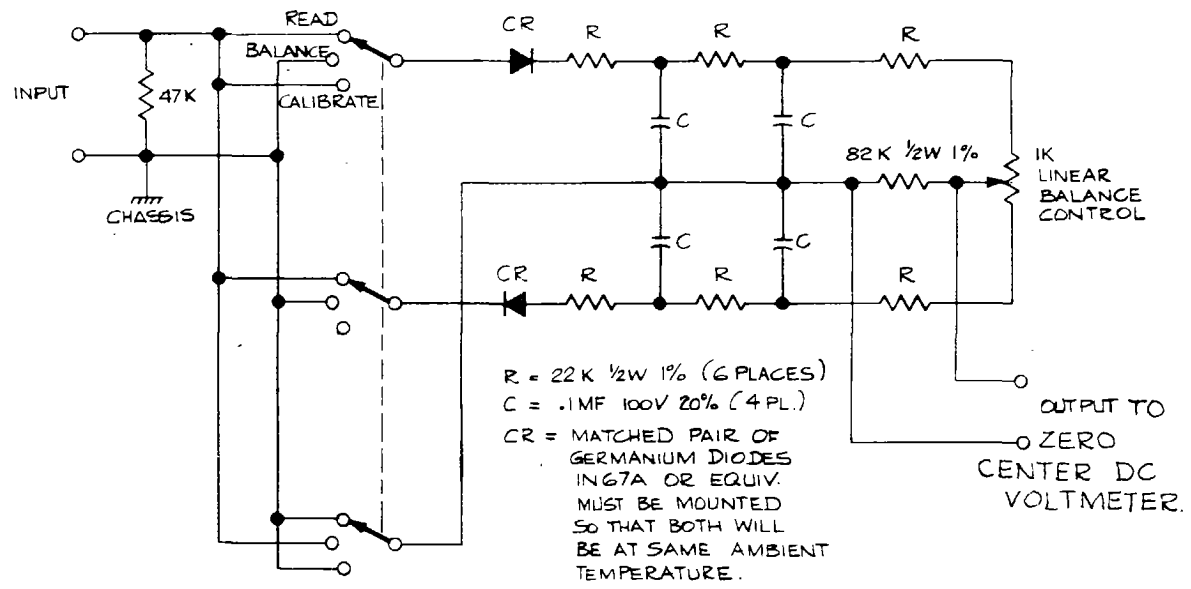 READ
BALANCE
CALIBRATE
INPUT
47K
CHASSIS
CR
R
R
R
C
C
82K ½W 1%
1K
LINEAR
BALANCE
CONTROL
C
C
CR
R
R
R
R = 22K ½W 1% (6 PLACES)
C = .1MF 100V 20% (4 PL.)
CR = MATCHED PAIR OF
GERMANIUM DIODES
IN67A OR EQUIV.
MUST BE MOUNTED
SO THAT BOTH WILL
BE AT SAME AMBIENT
TEMPERATURE.
OUTPUT TO
ZERO
CENTER DC
VOLTMETER.